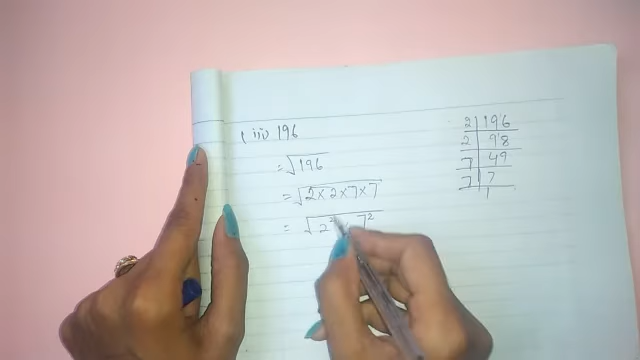 (iii) 196
= √196
= √2×2×7×7
= √2² 7²
2 | 196
2 | 98
7 | 49
7 | 7
1